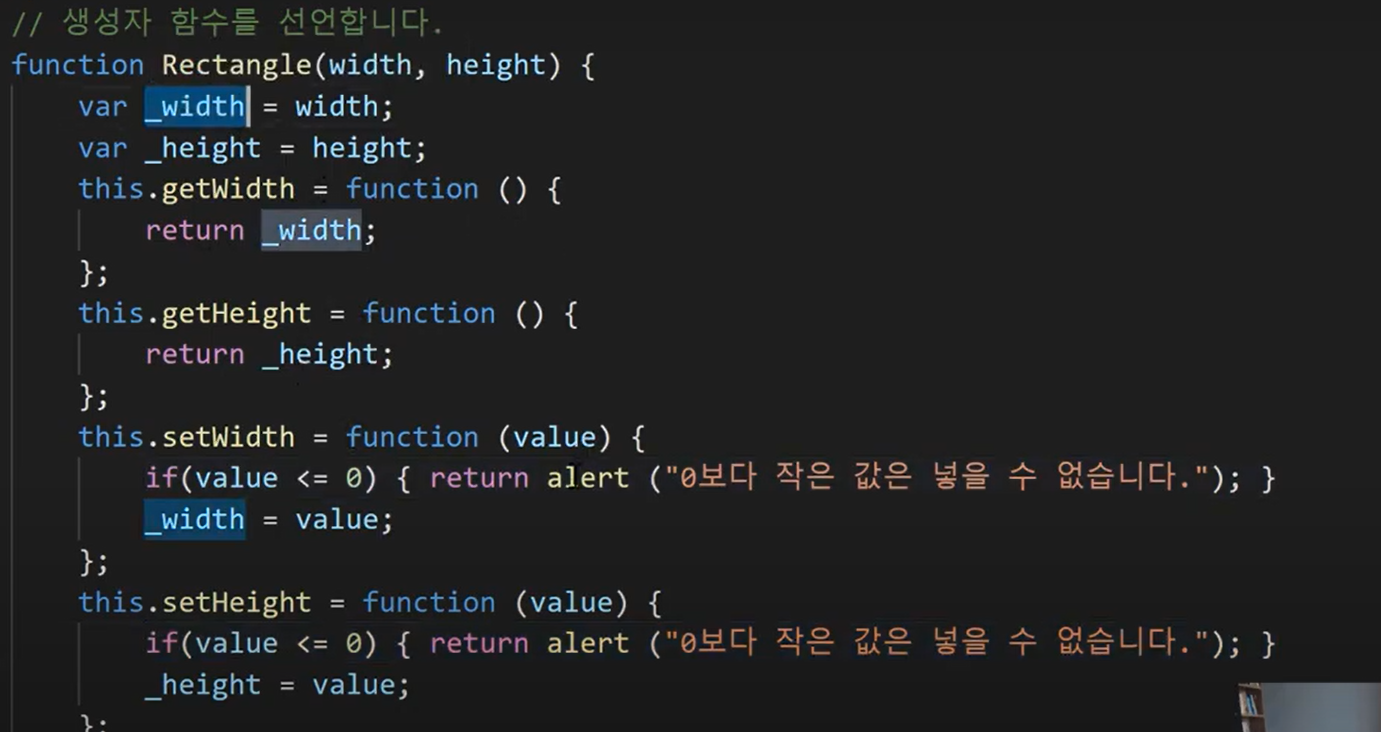 // 생성자 함수를 선언합니다.
function Rectangle(width, height) {
var _width = width;
var _height = height;
this.getWidth = function () {
return _width;
};
this.getHeight = function () {
return _height;
};
this.setWidth = function (value) {
if(value <= 0) { return alert ("0보다 작은 값은 넣을 수 없습니다."); }
_width = value;
};
this.setHeight = function (value) {
if(value <= 0) { return alert ("0보다 작은 값은 넣을 수 없습니다."); }
_height = value;
};